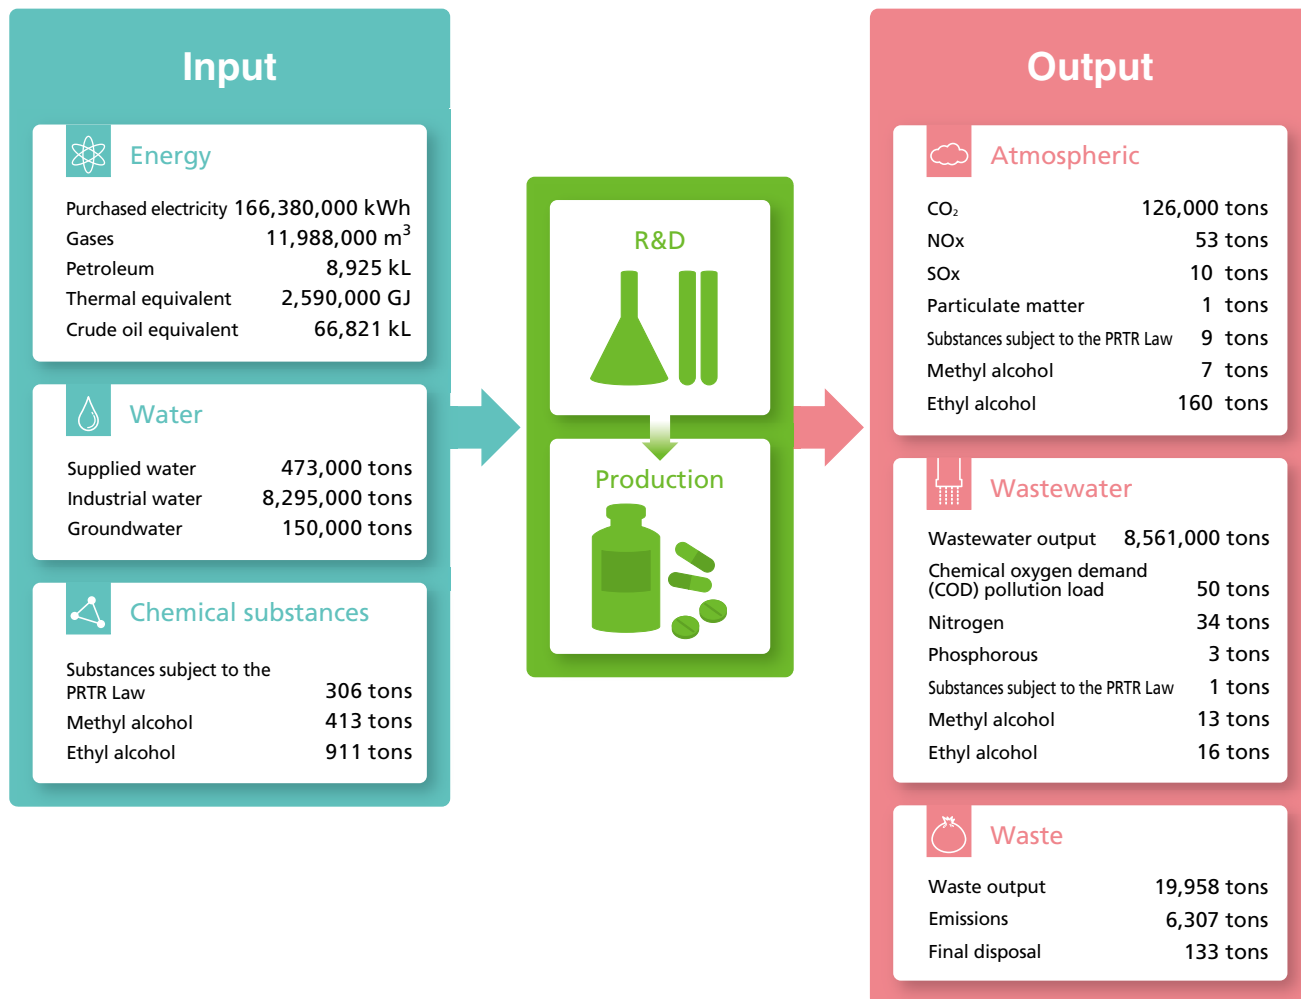 Input
Energy
Purchased electricity 166,380,000 kWh
Gases 11,988,000 m³
Petroleum 8,925 kL
Thermal equivalent 2,590,000 GJ
Crude oil equivalent 66,821 kL
Water
Supplied water 473,000 tons
Industrial water 8,295,000 tons
Groundwater 150,000 tons
Chemical substances
Substances subject to the
PRTR Law 306 tons
Methyl alcohol 413 tons
Ethyl alcohol 911 tons
R&D
Production
Output
Atmospheric
CO₂ 126,000 tons
NOx 53 tons
SOx 10 tons
Particulate matter 1 tons
Substances subject to the PRTR Law 9 tons
Methyl alcohol 7 tons
Ethyl alcohol 160 tons
Wastewater
Wastewater output 8,561,000 tons
Chemical oxygen demand
(COD) pollution load 50 tons
Nitrogen 34 tons
Phosphorous 3 tons
Substances subject to the PRTR Law 1 tons
Methyl alcohol 13 tons
Ethyl alcohol 16 tons
Waste
Waste output 19,958 tons
Emissions 6,307 tons
Final disposal 133 tons